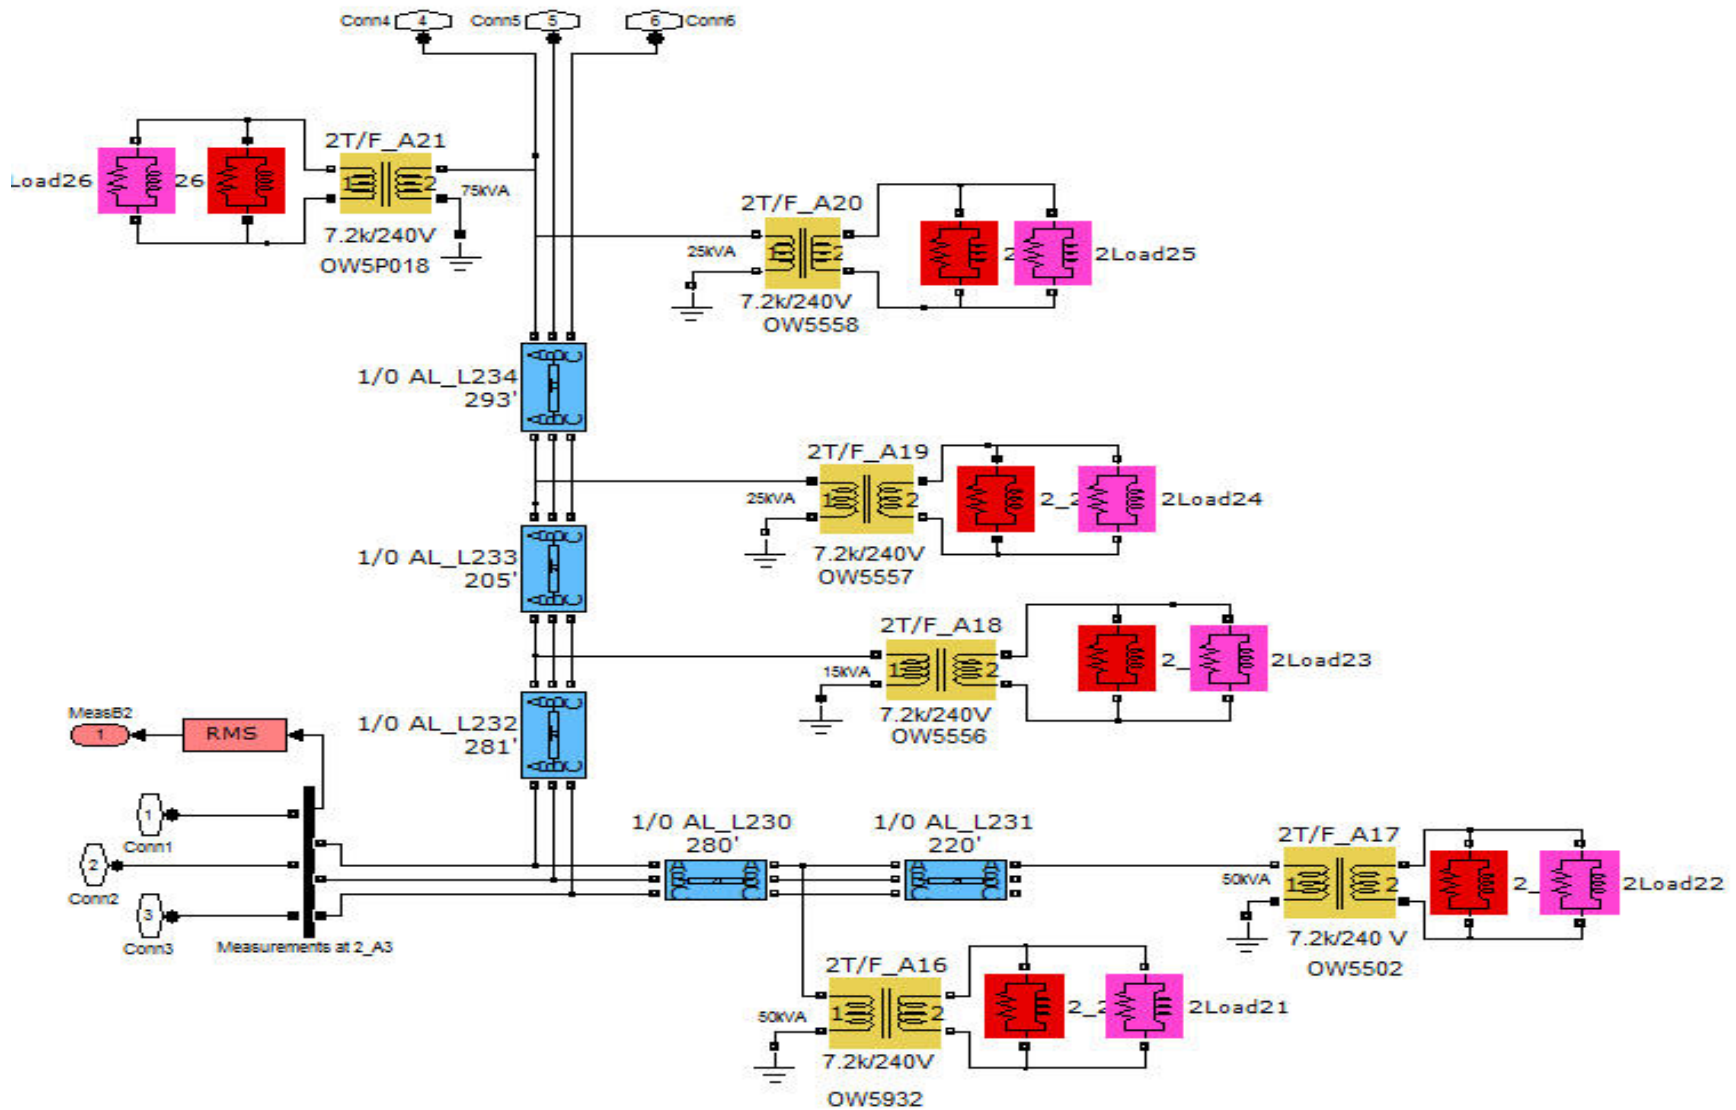 Conn4 4 Conn5 5 6 Conn6
2T/F_A21
Load26 26 1 2 75kVA
7.2k/240V
OW5P018
2T/F_A20
25kVA 1 2 2 2Load25
7.2k/240V
OW5558
A B C
1/0 AL_L234
293'
A B C
2T/F_A19
25kVA 1 2 2_2 2Load24
7.2k/240V
OW5557
A B C
1/0 AL_L233
205'
A B C
2T/F_A18
15kVA 1 2 2_ 2Load23
7.2k/240V
OW5556
A B C
1/0 AL_L232
281'
A B C
MeasB2
1 RMS
1
Conn1
2
Conn2
3
Conn3
Measurements at 2_A3
1/0 AL_L230
280'
A B C A B C
1/0 AL_L231
220'
A B C A B C
2T/F_A17
50kVA 1 2 2_ 2Load22
7.2k/240 V
OW5502
2T/F_A16
50kVA 1 2 2_2 2Load21
7.2k/240V
OW5932